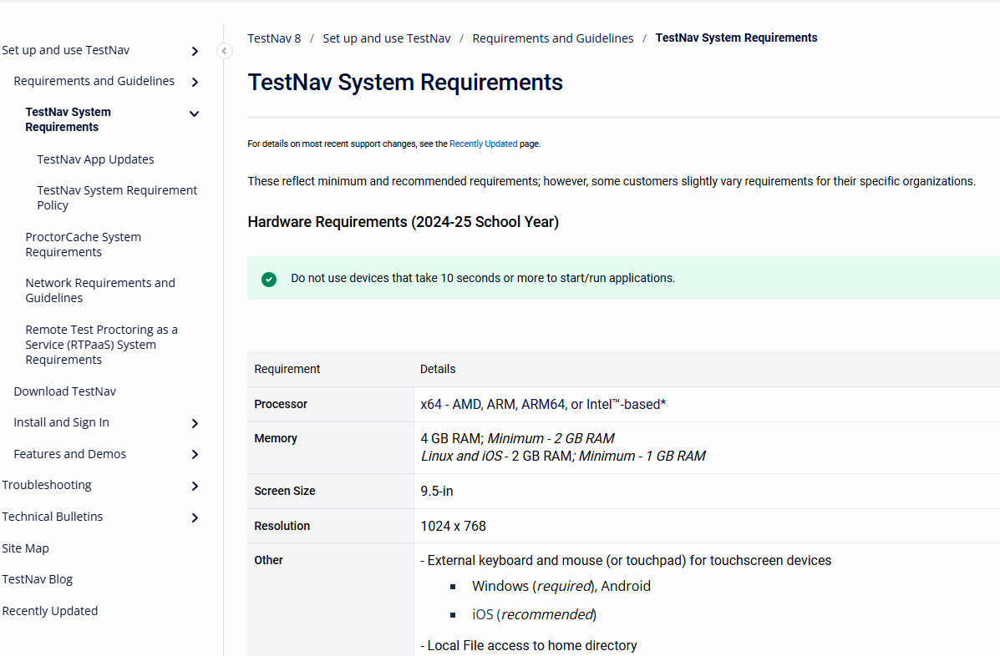 Set up and use TestNav
Requirements and Guidelines
TestNav System
Requirements
TestNav App Updates
TestNav System Requirement
Policy
ProctorCache System
Requirements
Network Requirements and
Guidelines
Remote Test Proctoring as a
Service (RTPaaS) System
Requirements
Download TestNav
Install and Sign In
Features and Demos
Troubleshooting
Technical Bulletins
Site Map
TestNav Blog
Recently Updated
TestNav 8 / Set up and use TestNav / Requirements and Guidelines / TestNav System Requirements
TestNav System Requirements
For details on most recent support changes, see the Recently Updated page.
These reflect minimum and recommended requirements; however, some customers slightly vary requirements for their specific organizations.
Hardware Requirements (2024-25 School Year)
Do not use devices that take 10 seconds or more to start/run applications.
Requirement Details
Processor x64 - AMD, ARM, ARM64, or Intel™-based*
Memory 4 GB RAM; Minimum - 2 GB RAM
Linux and iOS - 2 GB RAM; Minimum - 1 GB RAM
Screen Size 9.5-in
Resolution 1024 x 768
Other - External keyboard and mouse (or touchpad) for touchscreen devices
▪ Windows (required), Android
▪ iOS (recommended)
- Local File access to home directory